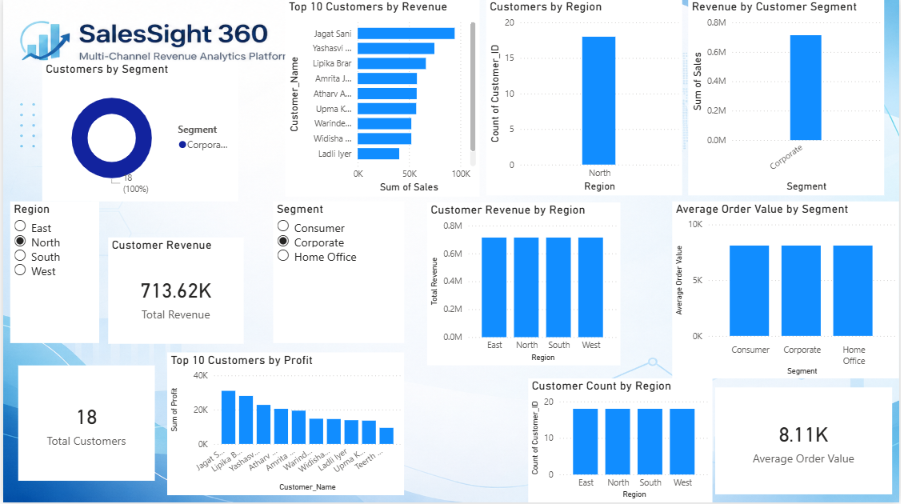 SalesSight 360
Multi-Channel Revenue Analytics Platfor
Customers by Segment
Segment
Corpora...
18
(100%)
Top 10 Customers by Revenue
Customer_Name
Jagat Sani
Yashasvi ...
Lipika Brar
Amrita J...
Atharv A...
Upma K...
Warinde...
Widisha ...
Ladli Iyer
0K
50K
100K
Sum of Sales
Customers by Region
Count of Customer_ID
20
15
10
5
0
North
Region
Revenue by Customer Segment
Sum of Sales
0.8M
0.6M
0.4M
0.2M
0.0M
Corporate
Segment
Region
East
North
South
West
Customer Revenue
713.62K
Total Revenue
Segment
Consumer
Corporate
Home Office
Customer Revenue by Region
Total Revenue
0.8M
0.6M
0.4M
0.2M
0.0M
East
North
South
West
Region
Average Order Value by Segment
Average Order Value
10K
5K
0K
Consumer
Corporate
Home
Office
Segment
18
Total Customers
Top 10 Customers by Profit
Sum of Profit
40K
20K
0K
Jagat S...
Lipika B...
Yashasv...
Atharv ...
Amrita ...
Warind...
Widisha...
Ladli Iyer
Upma K...
Teerth ...
Customer_Name
Customer Count by Region
Count of Customer_ID
20
10
0
East
North
South
West
Region
8.11K
Average Order Value